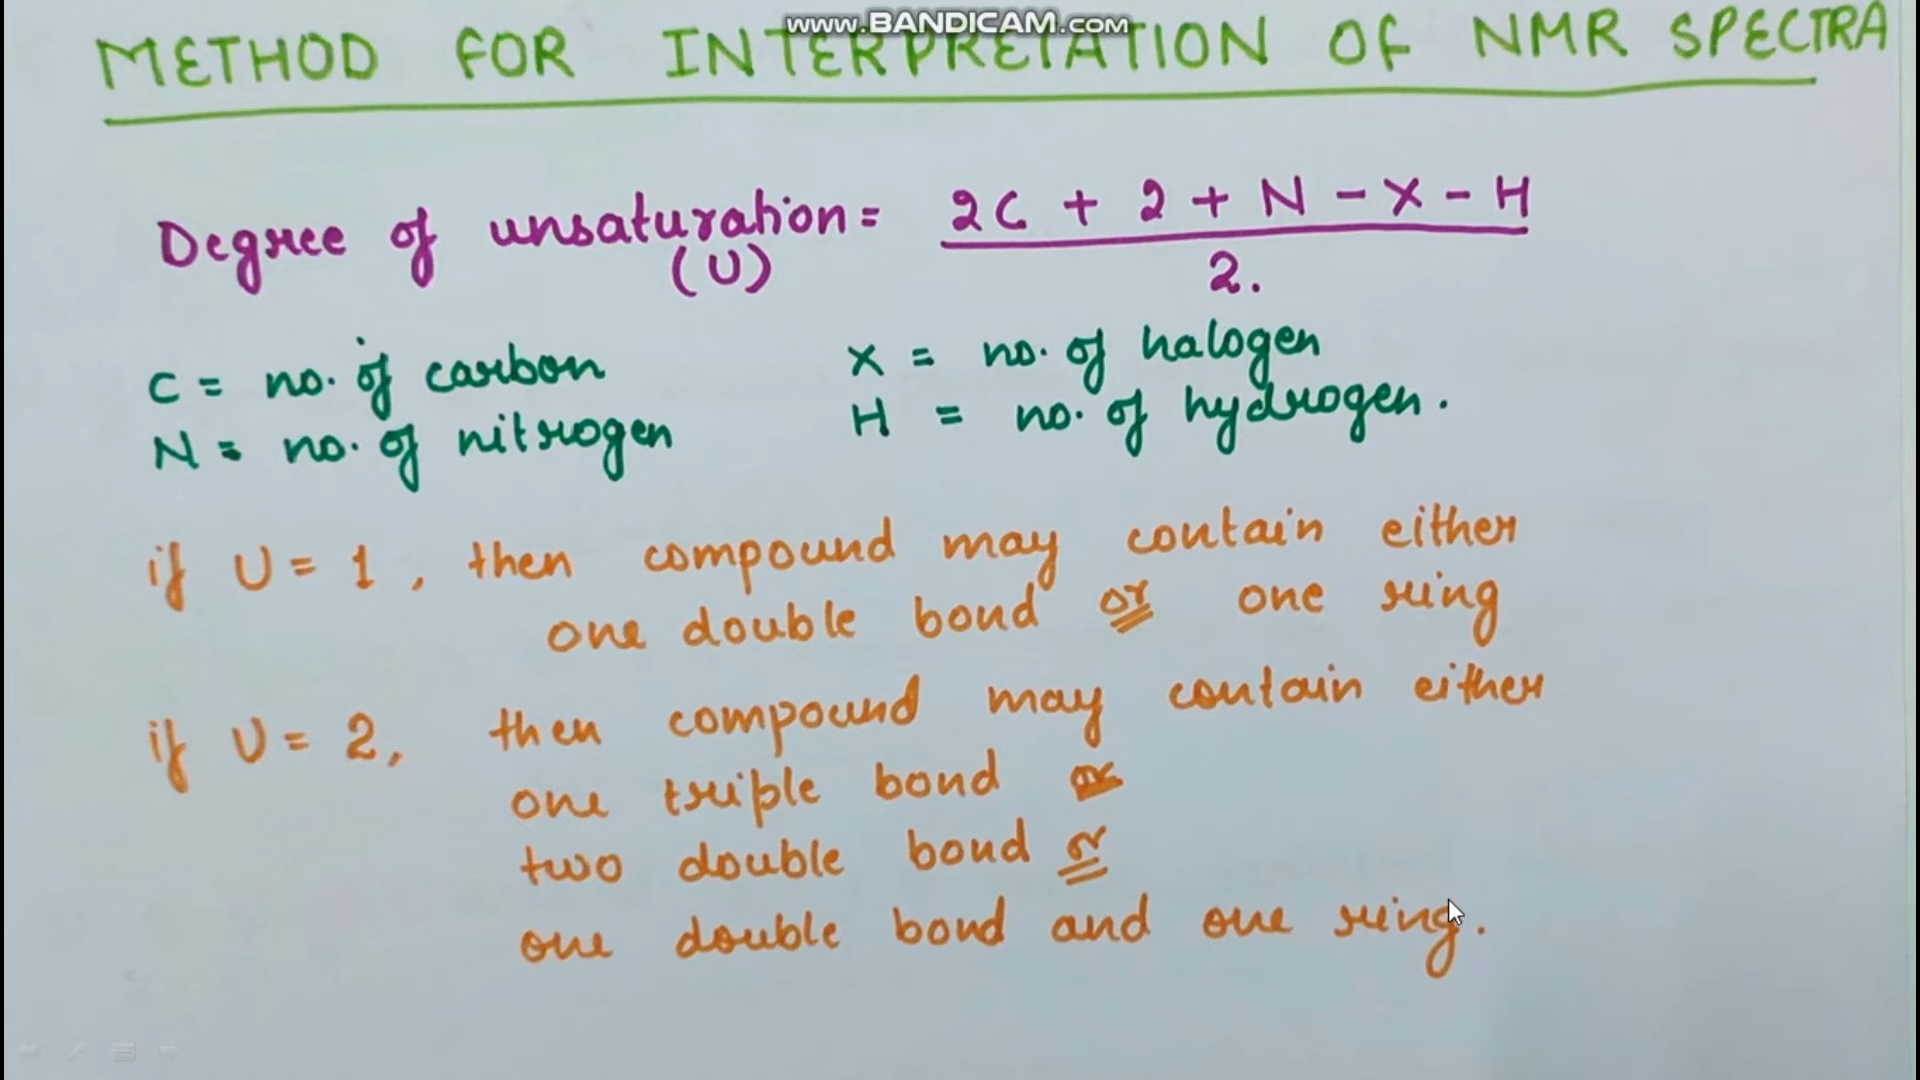 www.BANDICAM.com
METHOD FOR INTERPRETATION OF NMR SPECTRA
Degree of unsaturation = 2C + 2 + N - X - H
(U) 2.
C = no. of carbon X = no. of halogen
N = no. of nitrogen H = no. of hydrogen.
if U = 1, then compound may contain either
one double bond or one ring
if U = 2, then compound may contain either
one triple bond or
two double bond or
one double bond and one ring.